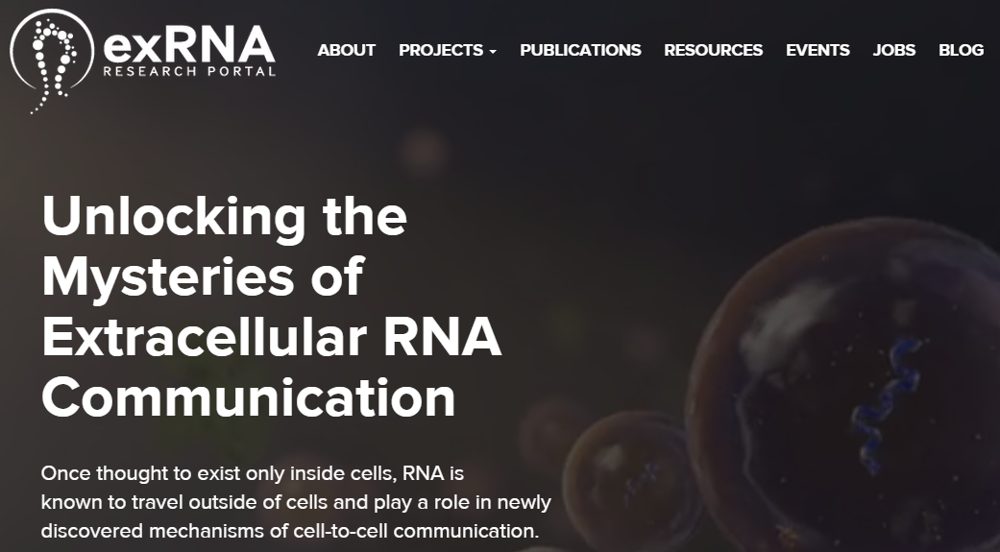 exRNA
RESEARCH PORTAL
ABOUT PROJECTS PUBLICATIONS RESOURCES EVENTS JOBS BLOG
Unlocking the
Mysteries of
Extracellular RNA
Communication
Once thought to exist only inside cells, RNA is
known to travel outside of cells and play a role in newly
discovered mechanisms of cell-to-cell communication.